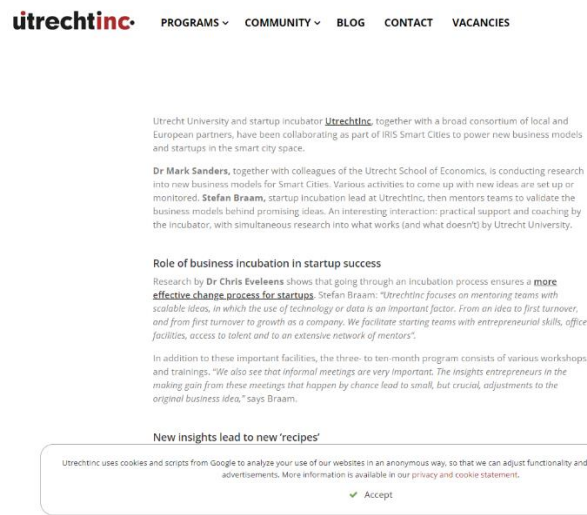 utrechtinc.
PROGRAMS COMMUNITY BLOG CONTACT VACANCIES
Utrecht University and startup incubator UtrechtInc, together with a broad consortium of local and
European partners, have been collaborating as part of IRIS Smart Cities to power new business models
and startups in the smart city space.
Dr Mark Sanders, together with colleagues of the Utrecht School of Economics, is conducting research
into new business models for Smart Cities. Various activities to come up with new ideas are set up or
monitored. Stefan Braam, startup incubation lead at UtrechtInc, then mentors teams to validate the
business models behind promising ideas. An interesting interaction: practical support and coaching by
the incubator, with simultaneous research into what works (and what doesn't) by Utrecht University.
Role of business incubation in startup success
Research by Dr Chris Eveleens shows that going through an incubation process ensures a more
effective change process for startups. Stefan Braam: "UtrechtInc focuses on mentoring teams with
scalable ideas, in which the use of technology or data is an important factor. From an idea to first turnover,
and from first turnover to growth as a company. We facilitate starting teams with entrepreneurial skills, office
facilities, access to talent and to an extensive network of mentors".
In addition to these important facilities, the three- to ten-month program consists of various workshops
and trainings. "We also see that informal meetings are very important. The insights entrepreneurs in the
making gain from these meetings that happen by chance lead to small, but crucial, adjustments to the
original business idea," says Braam.
New insights lead to new 'recipes'
UtrechtInc uses cookies and scripts from Google to analyze your use of our websites in an anonymous way, so that we can adjust functionality and
advertisements. More information is available in our privacy and cookie statement.
Accept